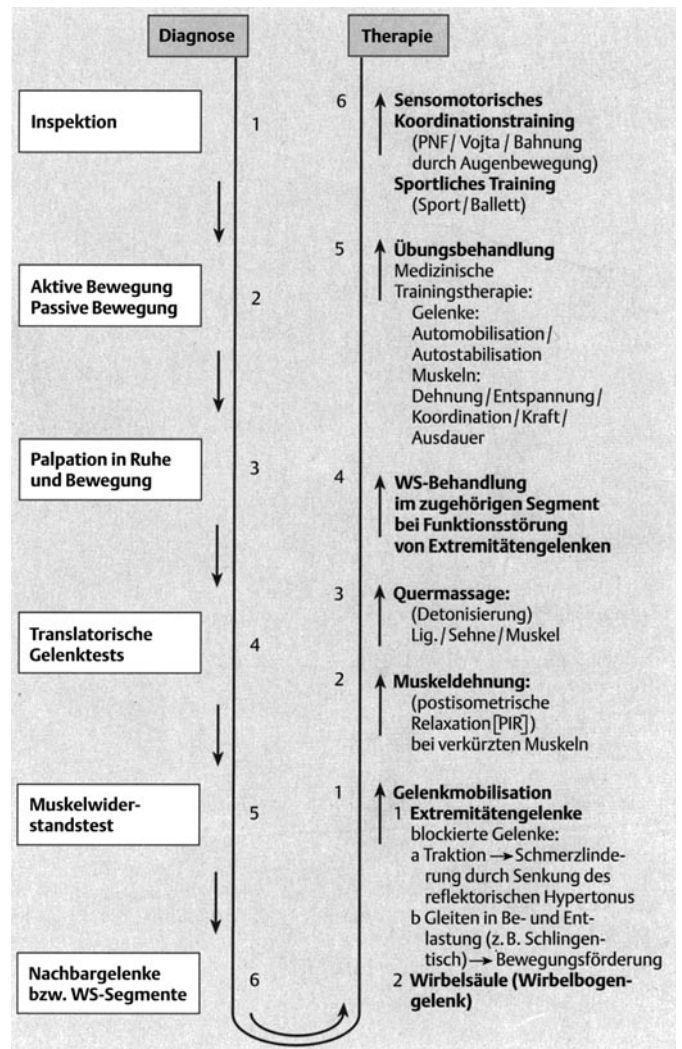 Diagnose
Therapie
Inspektion
1
Aktive Bewegung
Passive Bewegung
2
Palpation in Ruhe
und Bewegung
3
Translatorische
Gelenktests
4
Muskelwider-
standstest
5
Nachbargelenke
bzw. WS-Segmente
6
6
Sensomotorisches
Koordinationstraining
(PNF/Vojta/Bahnung
durch Augenbewegung)
Sportliches Training
(Sport/Ballett)
5
Übungsbehandlung
Medizinische
Trainingstherapie:
Gelenke:
Automobilisation/
Autostabilisation
Muskeln:
Dehnung/Entspannung/
Koordination/Kraft/
Ausdauer
4
WS-Behandlung
im zugehörigen Segment
bei Funktionsstörung
von Extremitätengelenken
3
Quermassage:
(Detonisierung)
Lig./Sehne/Muskel
2
Muskeldehnung:
(postisometrische
Relaxation[PIR])
bei verkürzten Muskeln
1
Gelenkmobilisation
1 Extremitätengelenke
blockierte Gelenke:
a Traktion → Schmerzlinde-
rung durch Senkung des
reflektorischen Hypertonus
b Gleiten in Be- und Ent-
lastung (z. B. Schlingen-
tisch) → Bewegungsförderung
2 Wirbelsäule (Wirbelbogen-
gelenk)